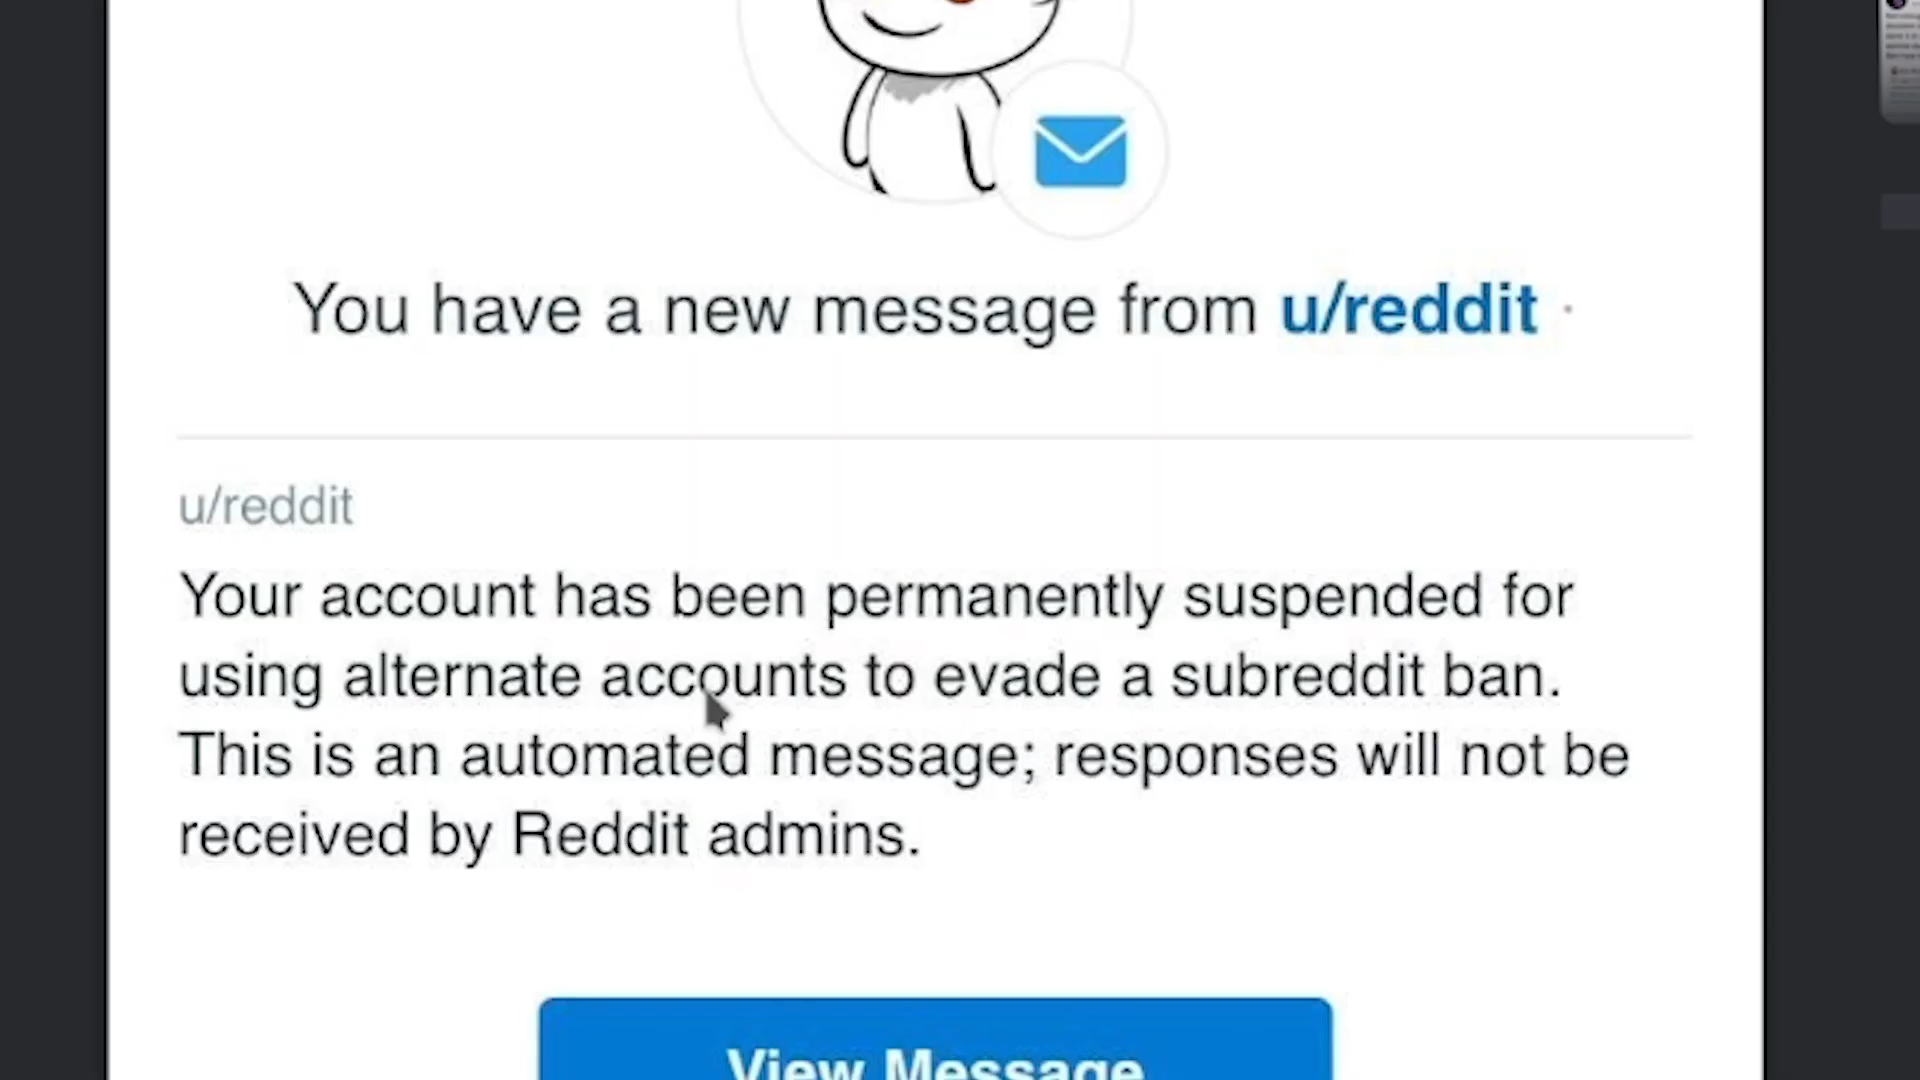 You have a new message from u/reddit ·
u/reddit
Your account has been permanently suspended for
using alternate accounts to evade a subreddit ban.
This is an automated message; responses will not be
received by Reddit admins.
View Message